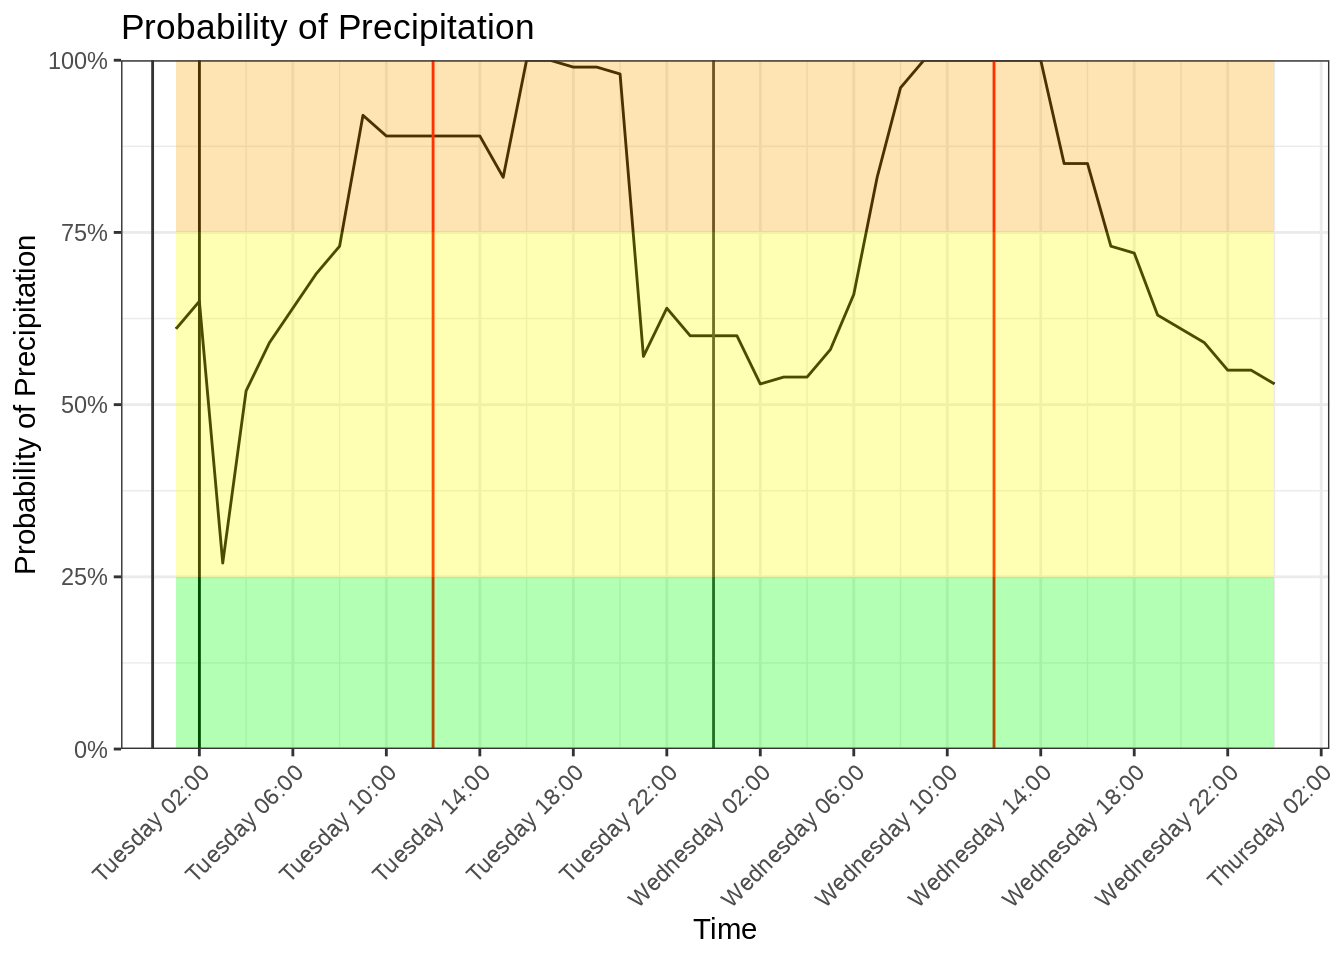 Probability of Precipitation
Probability of Precipitation
100%
75%
50%
25%
0%
Tuesday 02:00
Tuesday 06:00
Tuesday 10:00
Tuesday 14:00
Tuesday 18:00
Tuesday 22:00
Wednesday 02:00
Wednesday 06:00
Wednesday 10:00
Wednesday 14:00
Wednesday 18:00
Wednesday 22:00
Thursday 02:00
Time